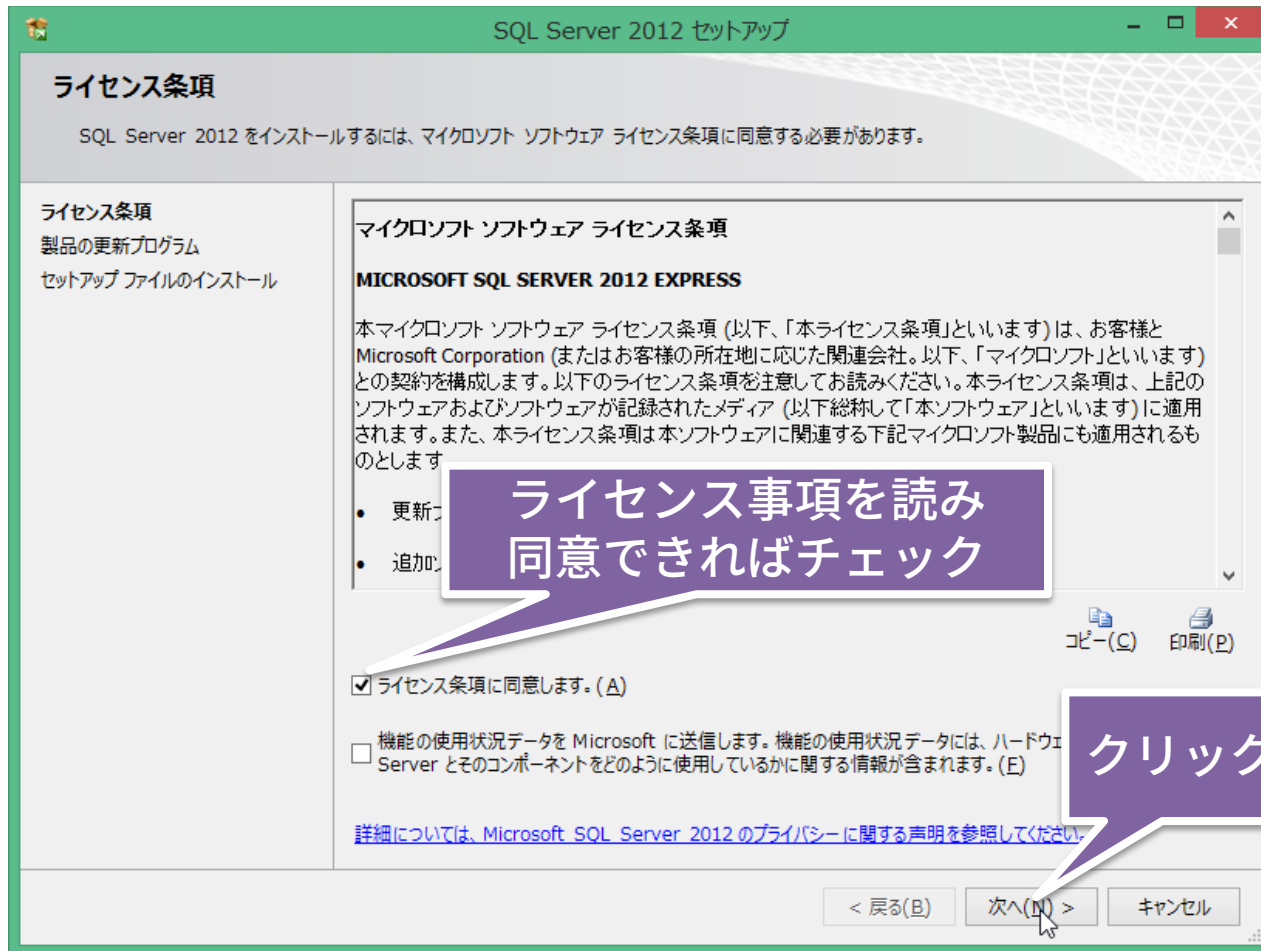 SQL Server 2012 セットアップ
ライセンス条項
SQL Server 2012 をインストールするには、マイクロソフト ソフトウェア ライセンス条項に同意する必要があります。
ライセンス条項
製品の更新プログラム
セットアップ ファイルのインストール
マイクロソフト ソフトウェア ライセンス条項
MICROSOFT SQL SERVER 2012 EXPRESS
本マイクロソフト ソフトウェア ライセンス条項 (以下、「本ライセンス条項」といいます) は、お客様と
Microsoft Corporation (またはお客様の所在地に応じた関連会社。以下、「マイクロソフト」といいます)
との契約を構成します。以下のライセンス条項を注意してお読みください。本ライセンス条項は、上記の
ソフトウェアおよびソフトウェアが記録されたメディア (以下総称して「本ソフトウェア」といいます) に適用
されます。また、本ライセンス条項は本ソフトウェアに関連する下記マイクロソフト製品にも適用されるも
のとします
• 更新
• 追加
ライセンス事項を読み
同意できればチェック
コピー(C) 印刷(P)
ライセンス条項に同意します。(A)
機能の使用状況データを Microsoft に送信します。機能の使用状況データには、ハードウェ
Server とそのコンポーネントをどのように使用しているかに関する情報が含まれます。(F)
クリック
詳細については、Microsoft SQL Server 2012 のプライバシーに関する声明を参照してください。
< 戻る(B) 次へ(N) > キャンセル